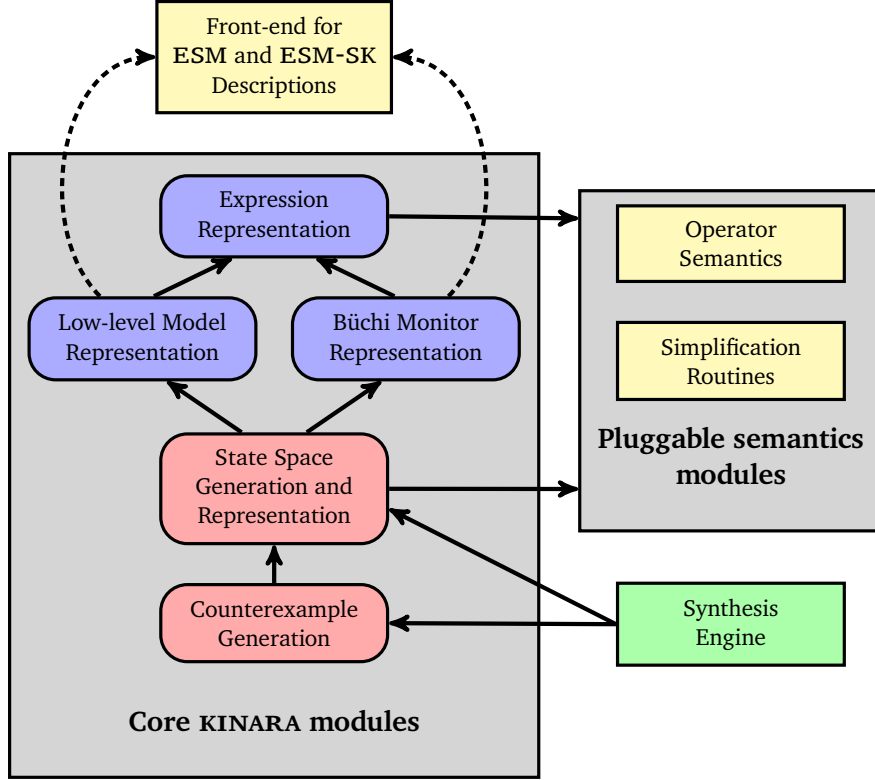 Front-end for
ESM and ESM-SK
Descriptions
Expression
Representation
Operator
Semantics
Low-level Model
Representation
Büchi Monitor
Representation
Simplification
Routines
Pluggable semantics
modules
State Space
Generation and
Representation
Counterexample
Generation
Synthesis
Engine
Core KINARA modules